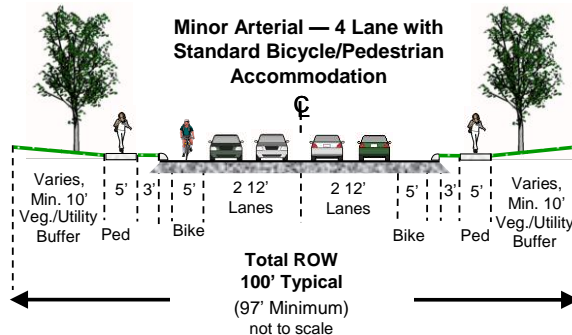 Minor Arterial — 4 Lane with
Standard Bicycle/Pedestrian
Accommodation
℄
Varies,
Min. 10’
Veg./Utility
Buffer
5’
Ped
3’
5’
Bike
2 12’
Lanes
2 12’
Lanes
5’
Bike
3’
5’
Ped
Varies,
Min. 10’
Veg./Utility
Buffer
Total ROW
100’ Typical
(97’ Minimum)
not to scale